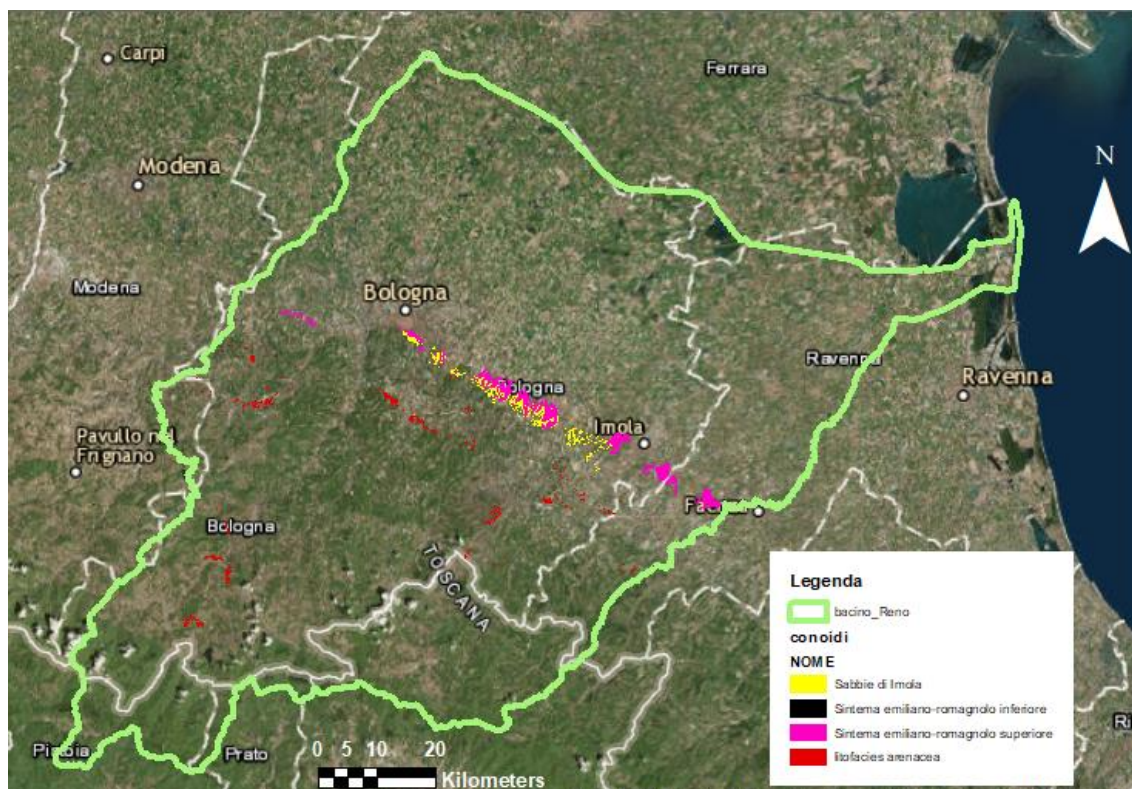 Carpi
Ferrara
Modena
N
Modena
Bologna
Ravenna
Ravenna
Bologna
Imola
Pavullo nel
Frignano
Faenza
Bologna
TOSCANA
Legenda
bacino_Reno
conoidi
NOME
Sabbie di Imola
Sintema emiliano-romagnolo inferiore
Sintema emiliano-romagnolo superiore
litofacies arenacea
Pistoia
Prato
0 5 10 20
Kilometers
Ri